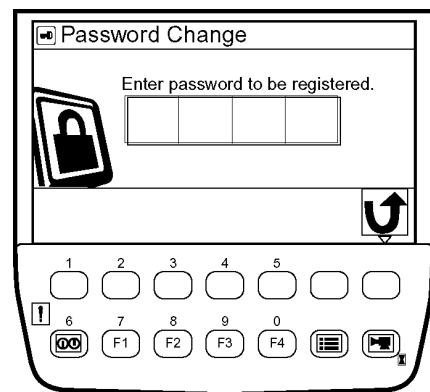 Password Change
Enter password to be registered.
1 2 3 4 5
6 7 8 9 0
F1 F2 F3 F4